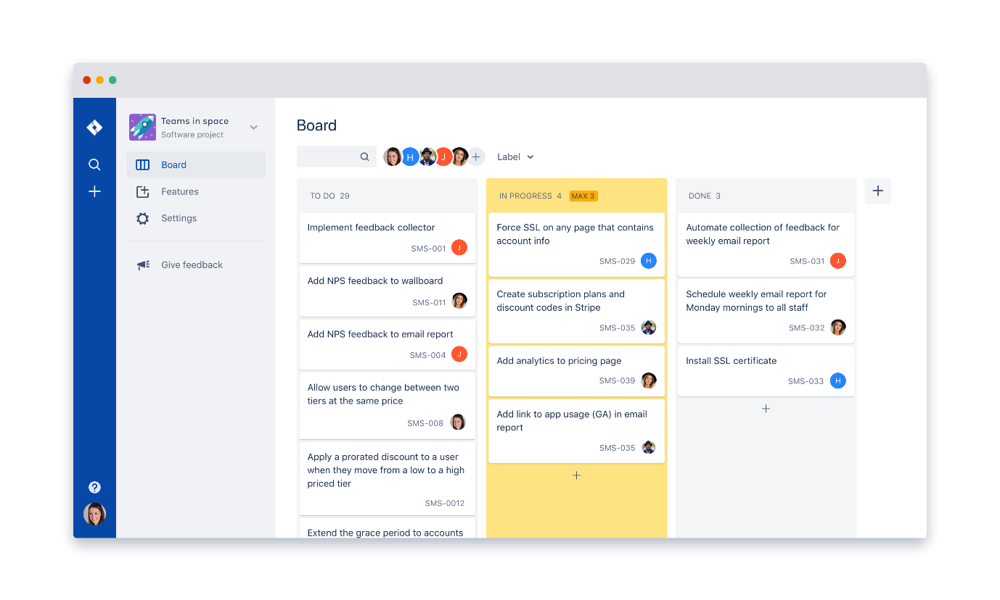 Teams in space
Software project
Board
Features
Settings
Give feedback
Board
H
J
Label
TO DO 29
Implement feedback collector
SMS-001
J
Add NPS feedback to wallboard
SMS-011
Add NPS feedback to email report
SMS-004
J
Allow users to change between two
tiers at the same price
SMS-008
Apply a prorated discount to a user
when they move from a low to a high
priced tier
SMS-0012
Extend the grace period to accounts
IN PROGRESS 4 MAX 3
Force SSL on any page that contains
account info
SMS-029
H
Create subscription plans and
discount codes in Stripe
SMS-035
Add analytics to pricing page
SMS-039
Add link to app usage (GA) in email
report
SMS-035
DONE 3
Automate collection of feedback for
weekly email report
SMS-031
J
Schedule weekly email report for
Monday mornings to all staff
SMS-032
Install SSL certificate
SMS-033
H